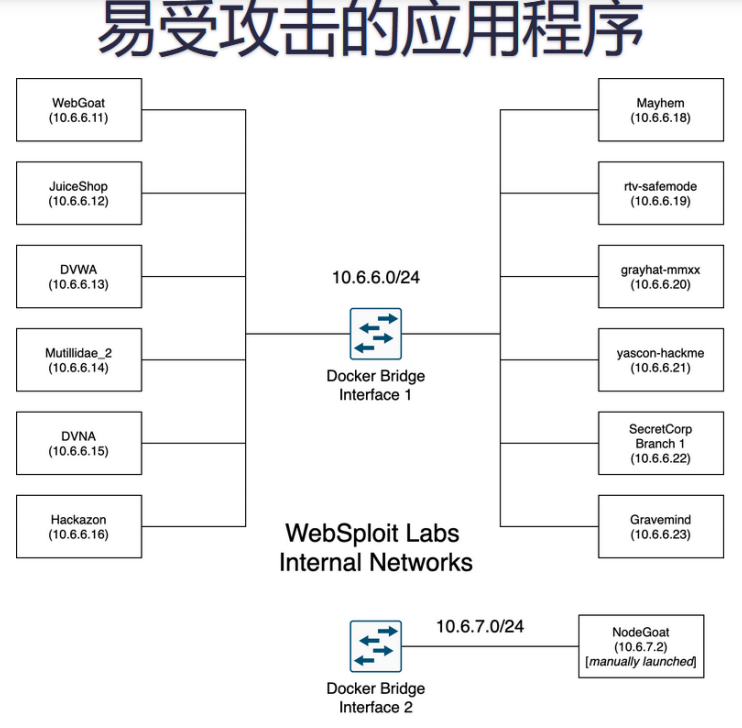 易受攻击的应用程序
WebGoat
(10.6.6.11)
JuiceShop
(10.6.6.12)
DVWA
(10.6.6.13)
Mutillidae_2
(10.6.6.14)
DVNA
(10.6.6.15)
Hackazon
(10.6.6.16)
10.6.6.0/24
Docker Bridge
Interface 1
Mayhem
(10.6.6.18)
rtv-safemode
(10.6.6.19)
grayhat-mmxx
(10.6.6.20)
yascon-hackme
(10.6.6.21)
SecretCorp
Branch 1
(10.6.6.22)
Gravemind
(10.6.6.23)
WebSploit Labs
Internal Networks
10.6.7.0/24
Docker Bridge
Interface 2
NodeGoat
(10.6.7.2)
[manually launched]